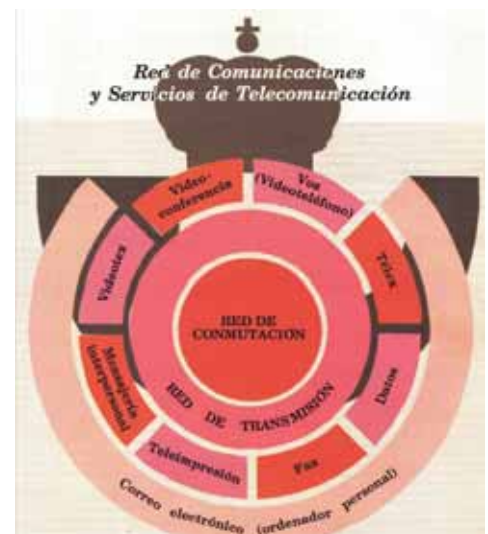 Red de Comunicaciones
y Servicios de Telecomunicación
Video-
conferencia
Voz
(Videoteléfono)
Télex
Datos
Fax
Teleimpresión
Mensajería
interpersonal
Videotex
RED DE
CONMUTACION
RED DE TRANSMISIÓN
Correo electrónico (ordenador personal)